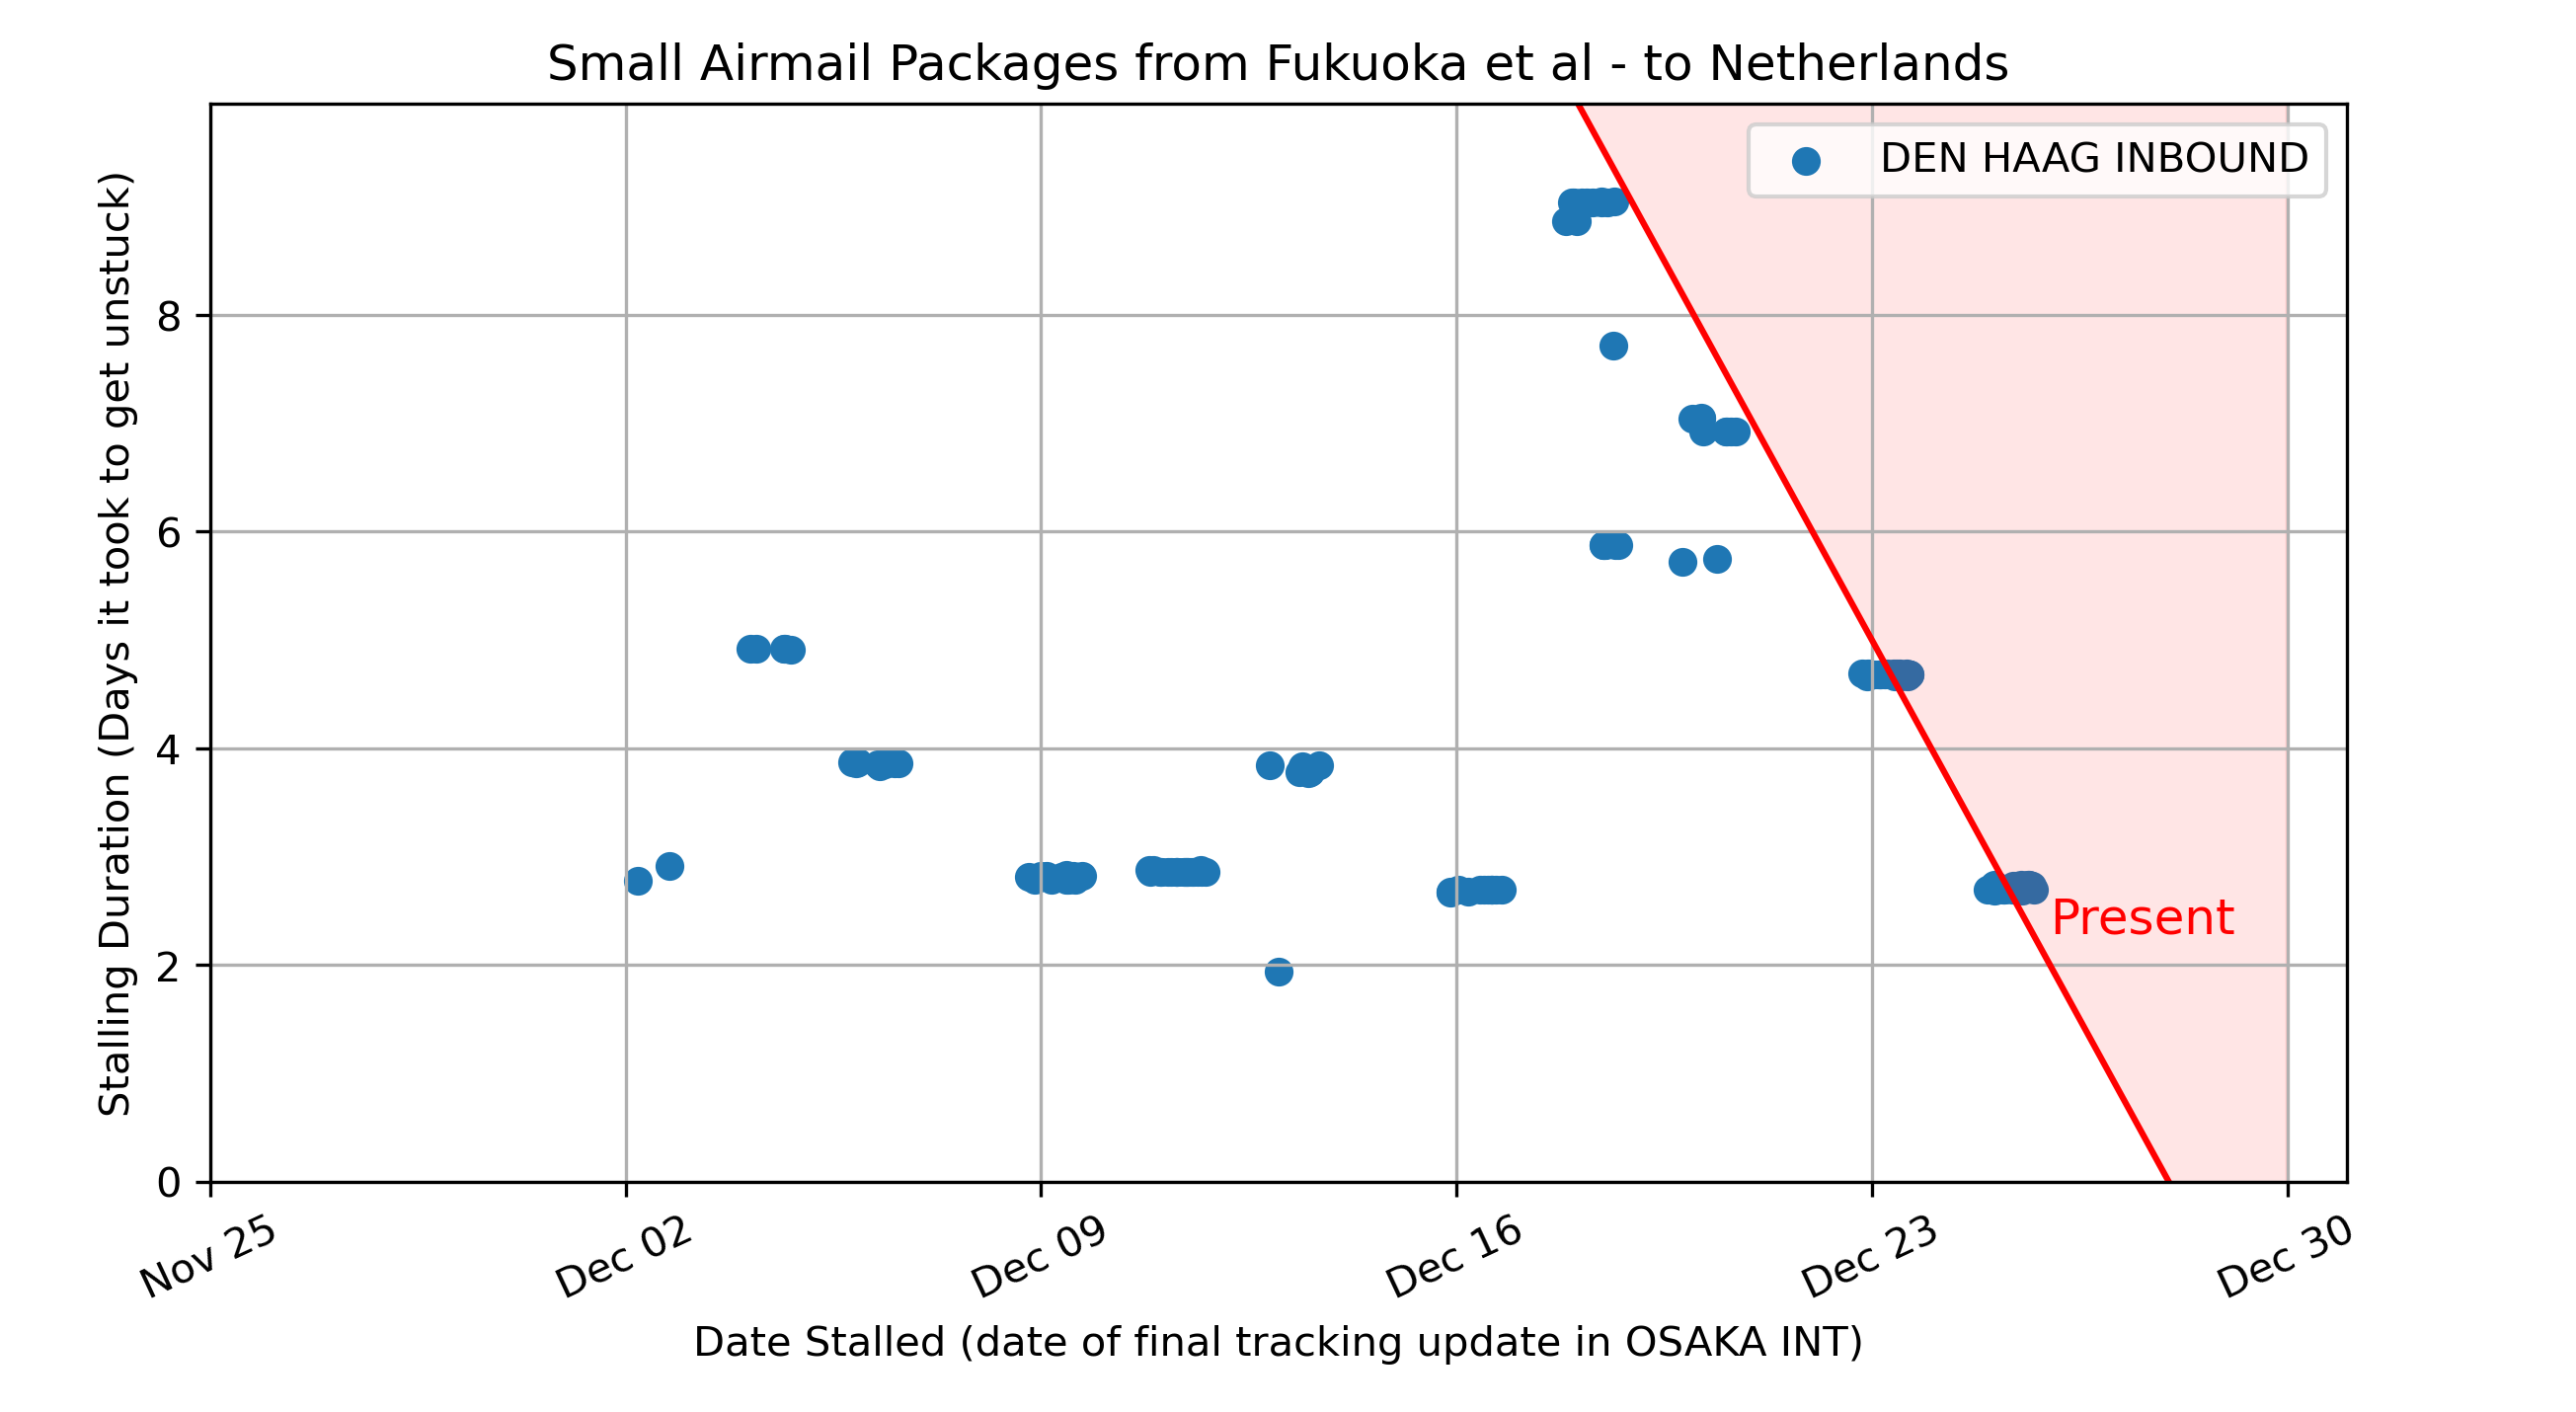 Small Airmail Packages from Fukuoka et al - to Netherlands
DEN HAAG INBOUND
Stalling Duration (Days it took to get unstuck)
8
6
4
2
0
Present
Nov 25
Dec 02
Dec 09
Dec 16
Dec 23
Dec 30
Date Stalled (date of final tracking update in OSAKA INT)